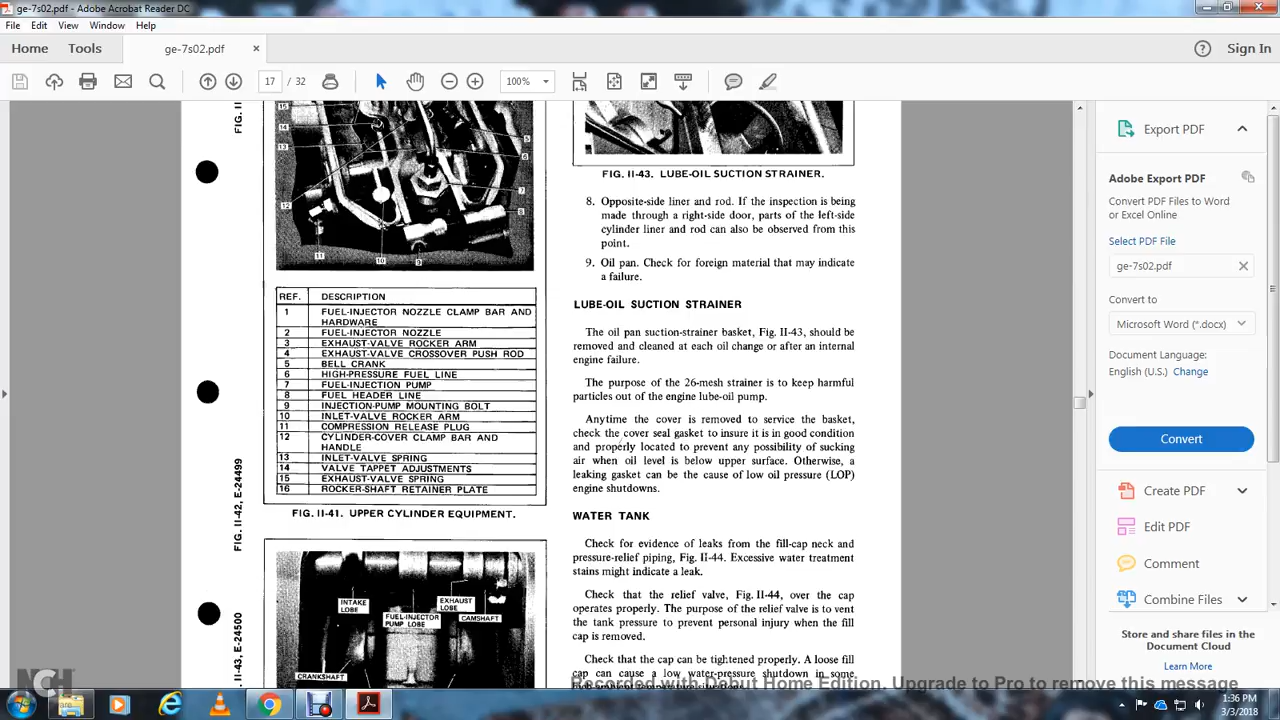 ge-7s02.pdf - Adobe Acrobat Reader DC
File Edit View Window Help
Home Tools ge-7s02.pdf × ? Sign In
17 / 32 100%
FIG. II
15
14
13
12
11
10
9
5
6
7
8
REF. DESCRIPTION
1 FUEL-INJECTOR NOZZLE CLAMP BAR AND
HARDWARE
2 FUEL-INJECTOR NOZZLE
3 EXHAUST-VALVE ROCKER ARM
4 EXHAUST-VALVE CROSSOVER PUSH ROD
5 BELL CRANK
6 HIGH-PRESSURE FUEL LINE
7 FUEL-INJECTION PUMP
8 FUEL HEADER LINE
9 INJECTION-PUMP MOUNTING BOLT
10 INLET-VALVE ROCKER ARM
11 COMPRESSION RELEASE PLUG
12 CYLINDER-COVER CLAMP BAR AND
HANDLE
13 INLET-VALVE SPRING
14 VALVE TAPPET ADJUSTMENTS
15 EXHAUST-VALVE SPRING
16 ROCKER-SHAFT RETAINER PLATE
FIG. II-42, E-24499
FIG. II-41. UPPER CYLINDER EQUIPMENT.
INTAKE
LOBE
FUEL-INJECTOR
PUMP LOBE
EXHAUST
LOBE
CAMSHAFT
CRANKSHAFT
II-43, E-24500
FIG. II-43. LUBE-OIL SUCTION STRAINER.
8. Opposite-side liner and rod. If the inspection is being
made through a right-side door, parts of the left-side
cylinder liner and rod can also be observed from this
point.
9. Oil pan. Check for foreign material that may indicate
a failure.
LUBE-OIL SUCTION STRAINER
The oil pan suction-strainer basket, Fig. II-43, should be
removed and cleaned at each oil change or after an internal
engine failure.
The purpose of the 26-mesh strainer is to keep harmful
particles out of the engine lube-oil pump.
Anytime the cover is removed to service the basket,
check the cover seal gasket to insure it is in good condition
and properly located to prevent any possibility of sucking
air when oil level is below upper surface. Otherwise, a
leaking gasket can be the cause of low oil pressure (LOP)
engine shutdowns.
WATER TANK
Check for evidence of leaks from the fill-cap neck and
pressure-relief piping, Fig. II-44. Excessive water treatment
stains might indicate a leak.
Check that the relief valve, Fig. II-44, over the cap
operates properly. The purpose of the relief valve is to vent
the tank pressure to prevent personal injury when the fill
cap is removed.
Check that the cap can be tightened properly. A loose fill
cap can cause a low water-pressure shutdown in some
Export PDF
Adobe Export PDF
Convert PDF Files to Word
or Excel Online
Select PDF File
ge-7s02.pdf
Convert to
Microsoft Word (*.docx)
Document Language:
English (U.S.) Change
Convert
Create PDF
Edit PDF
Comment
Combine Files
Store and share files in the
Document Cloud
Learn More
NCH
Recorded with Debut Home Edition. Upgrade to Pro to remove this message
1:36 PM
3/3/2018